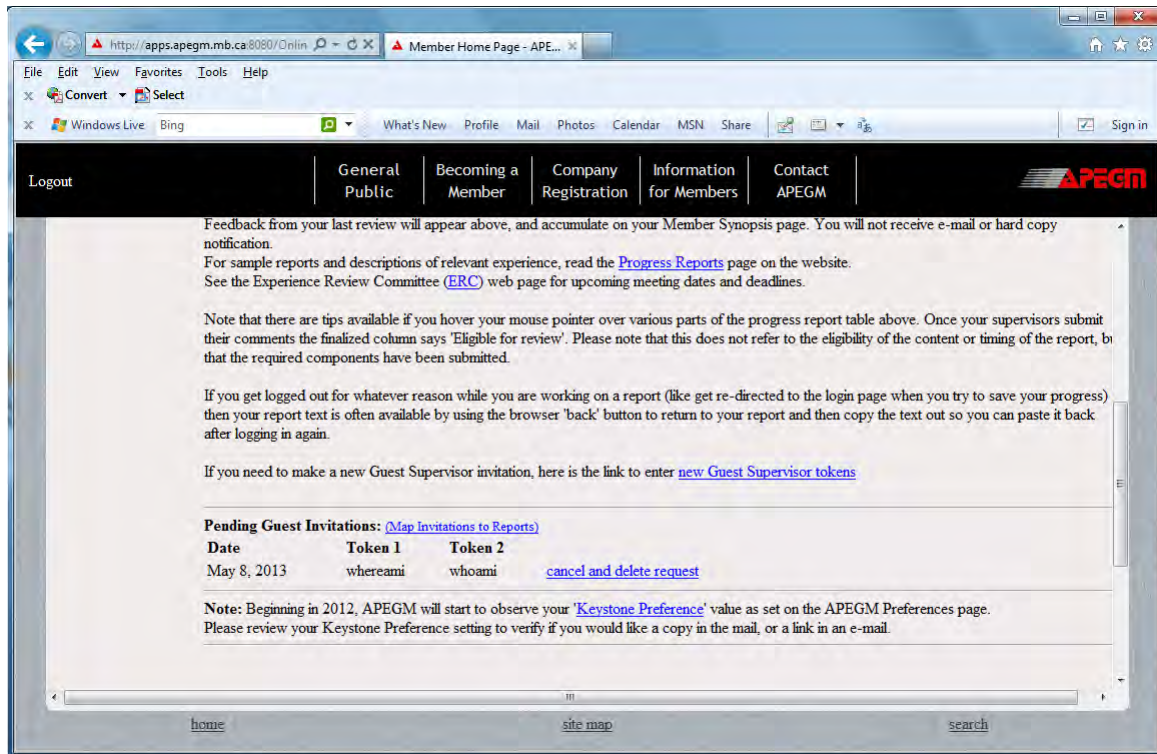 http://apps.apegm.mb.ca:8080/Onlin
Member Home Page - APE...
File Edit View Favorites Tools Help
Convert Select
Windows Live Bing What's New Profile Mail Photos Calendar MSN Share Sign in
Logout
General Public
Becoming a Member
Company Registration
Information for Members
Contact APEGM
APEGM
Feedback from your last review will appear above, and accumulate on your Member Synopsis page. You will not receive e-mail or hard copy
notification.
For sample reports and descriptions of relevant experience, read the Progress Reports page on the website.
See the Experience Review Committee (ERC) web page for upcoming meeting dates and deadlines.
Note that there are tips available if you hover your mouse pointer over various parts of the progress report table above. Once your supervisors submit
their comments the finalized column says 'Eligible for review'. Please note that this does not refer to the eligibility of the content or timing of the report, bu
that the required components have been submitted.
If you get logged out for whatever reason while you are working on a report (like get re-directed to the login page when you try to save your progress)
then your report text is often available by using the browser 'back' button to return to your report and then copy the text out so you can paste it back
after logging in again.
If you need to make a new Guest Supervisor invitation, here is the link to enter new Guest Supervisor tokens
Pending Guest Invitations: (Map Invitations to Reports)
Date Token 1 Token 2
May 8, 2013 whereami whoami cancel and delete request
Note: Beginning in 2012, APEGM will start to observe your 'Keystone Preference' value as set on the APEGM Preferences page.
Please review your Keystone Preference setting to verify if you would like a copy in the mail, or a link in an e-mail.
home site map search